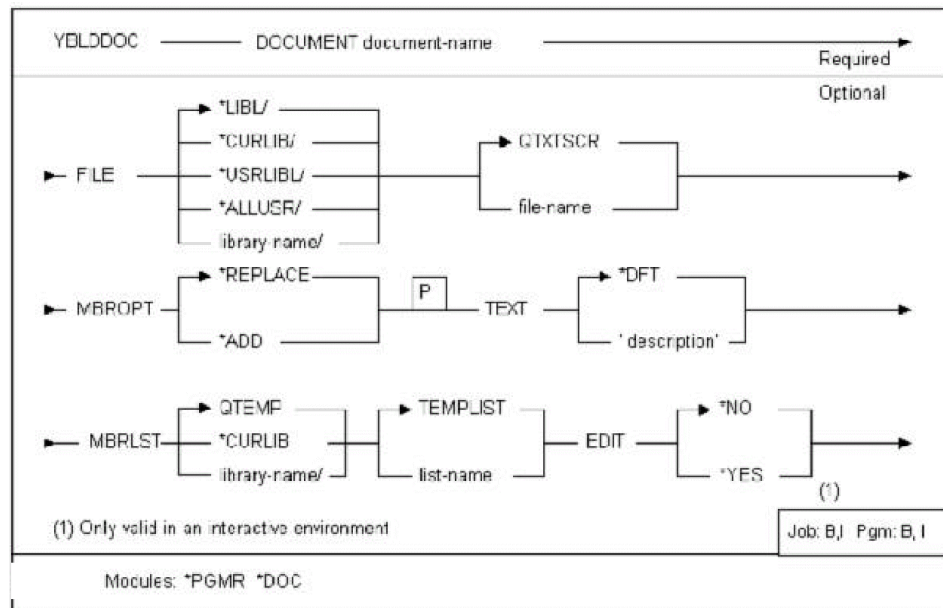 YBLDDOC DOCUMENT document-name
Required
Optional
*LIBL/
*CURLIB/ QTXTSCR
FILE *USRLIBL/
*ALLUSR/ file-name
library-name/
*REPLACE P *DFT
MBROPT TEXT
*ADD 'description'
QTEMP TEMPLIST *NO
MBRLST *CURLIB EDIT
library-name/ list-name *YES
(1)
(1) Only valid in an interactive environment
Job: B,I Pgm: B, I
Modules: *PGMR *DOC